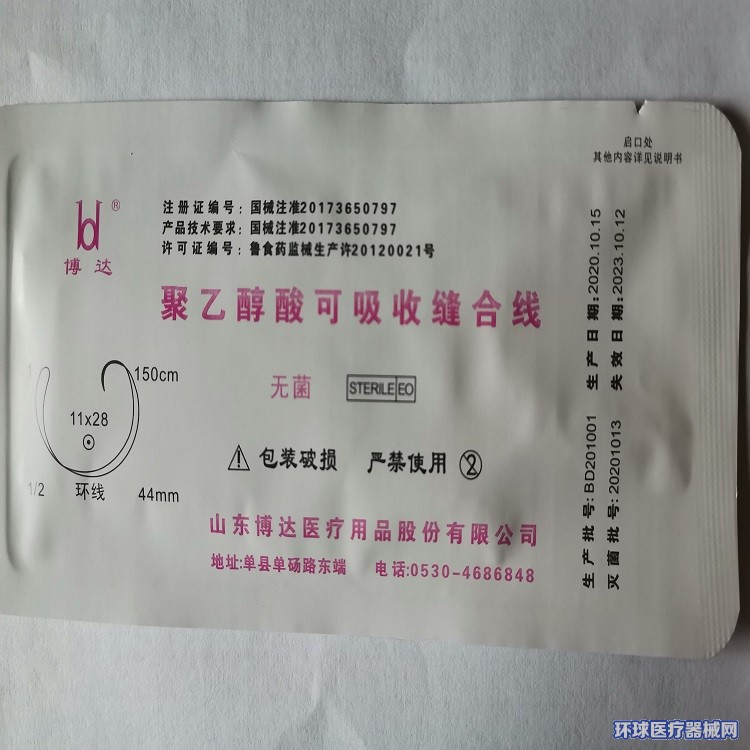 启口处
其他内容详见说明书
bd®
博达
注册证编号：国械注准20173650797
产品技术要求：国械注准20173650797
许可证编号：鲁食药监械生产许20120021号
聚乙醇酸可吸收缝合线
1
150cm
11x28
1/2
环线
44mm
无菌
STERILE EO
包装破损 严禁使用 2
山东博达医疗用品股份有限公司
地址:单县单砀路东端 电话:0530-4686848
生产批号:BD201001 生产日期:2020.10.15
灭菌批号:20201013 失效日期:2023.10.12
环球医疗器械网